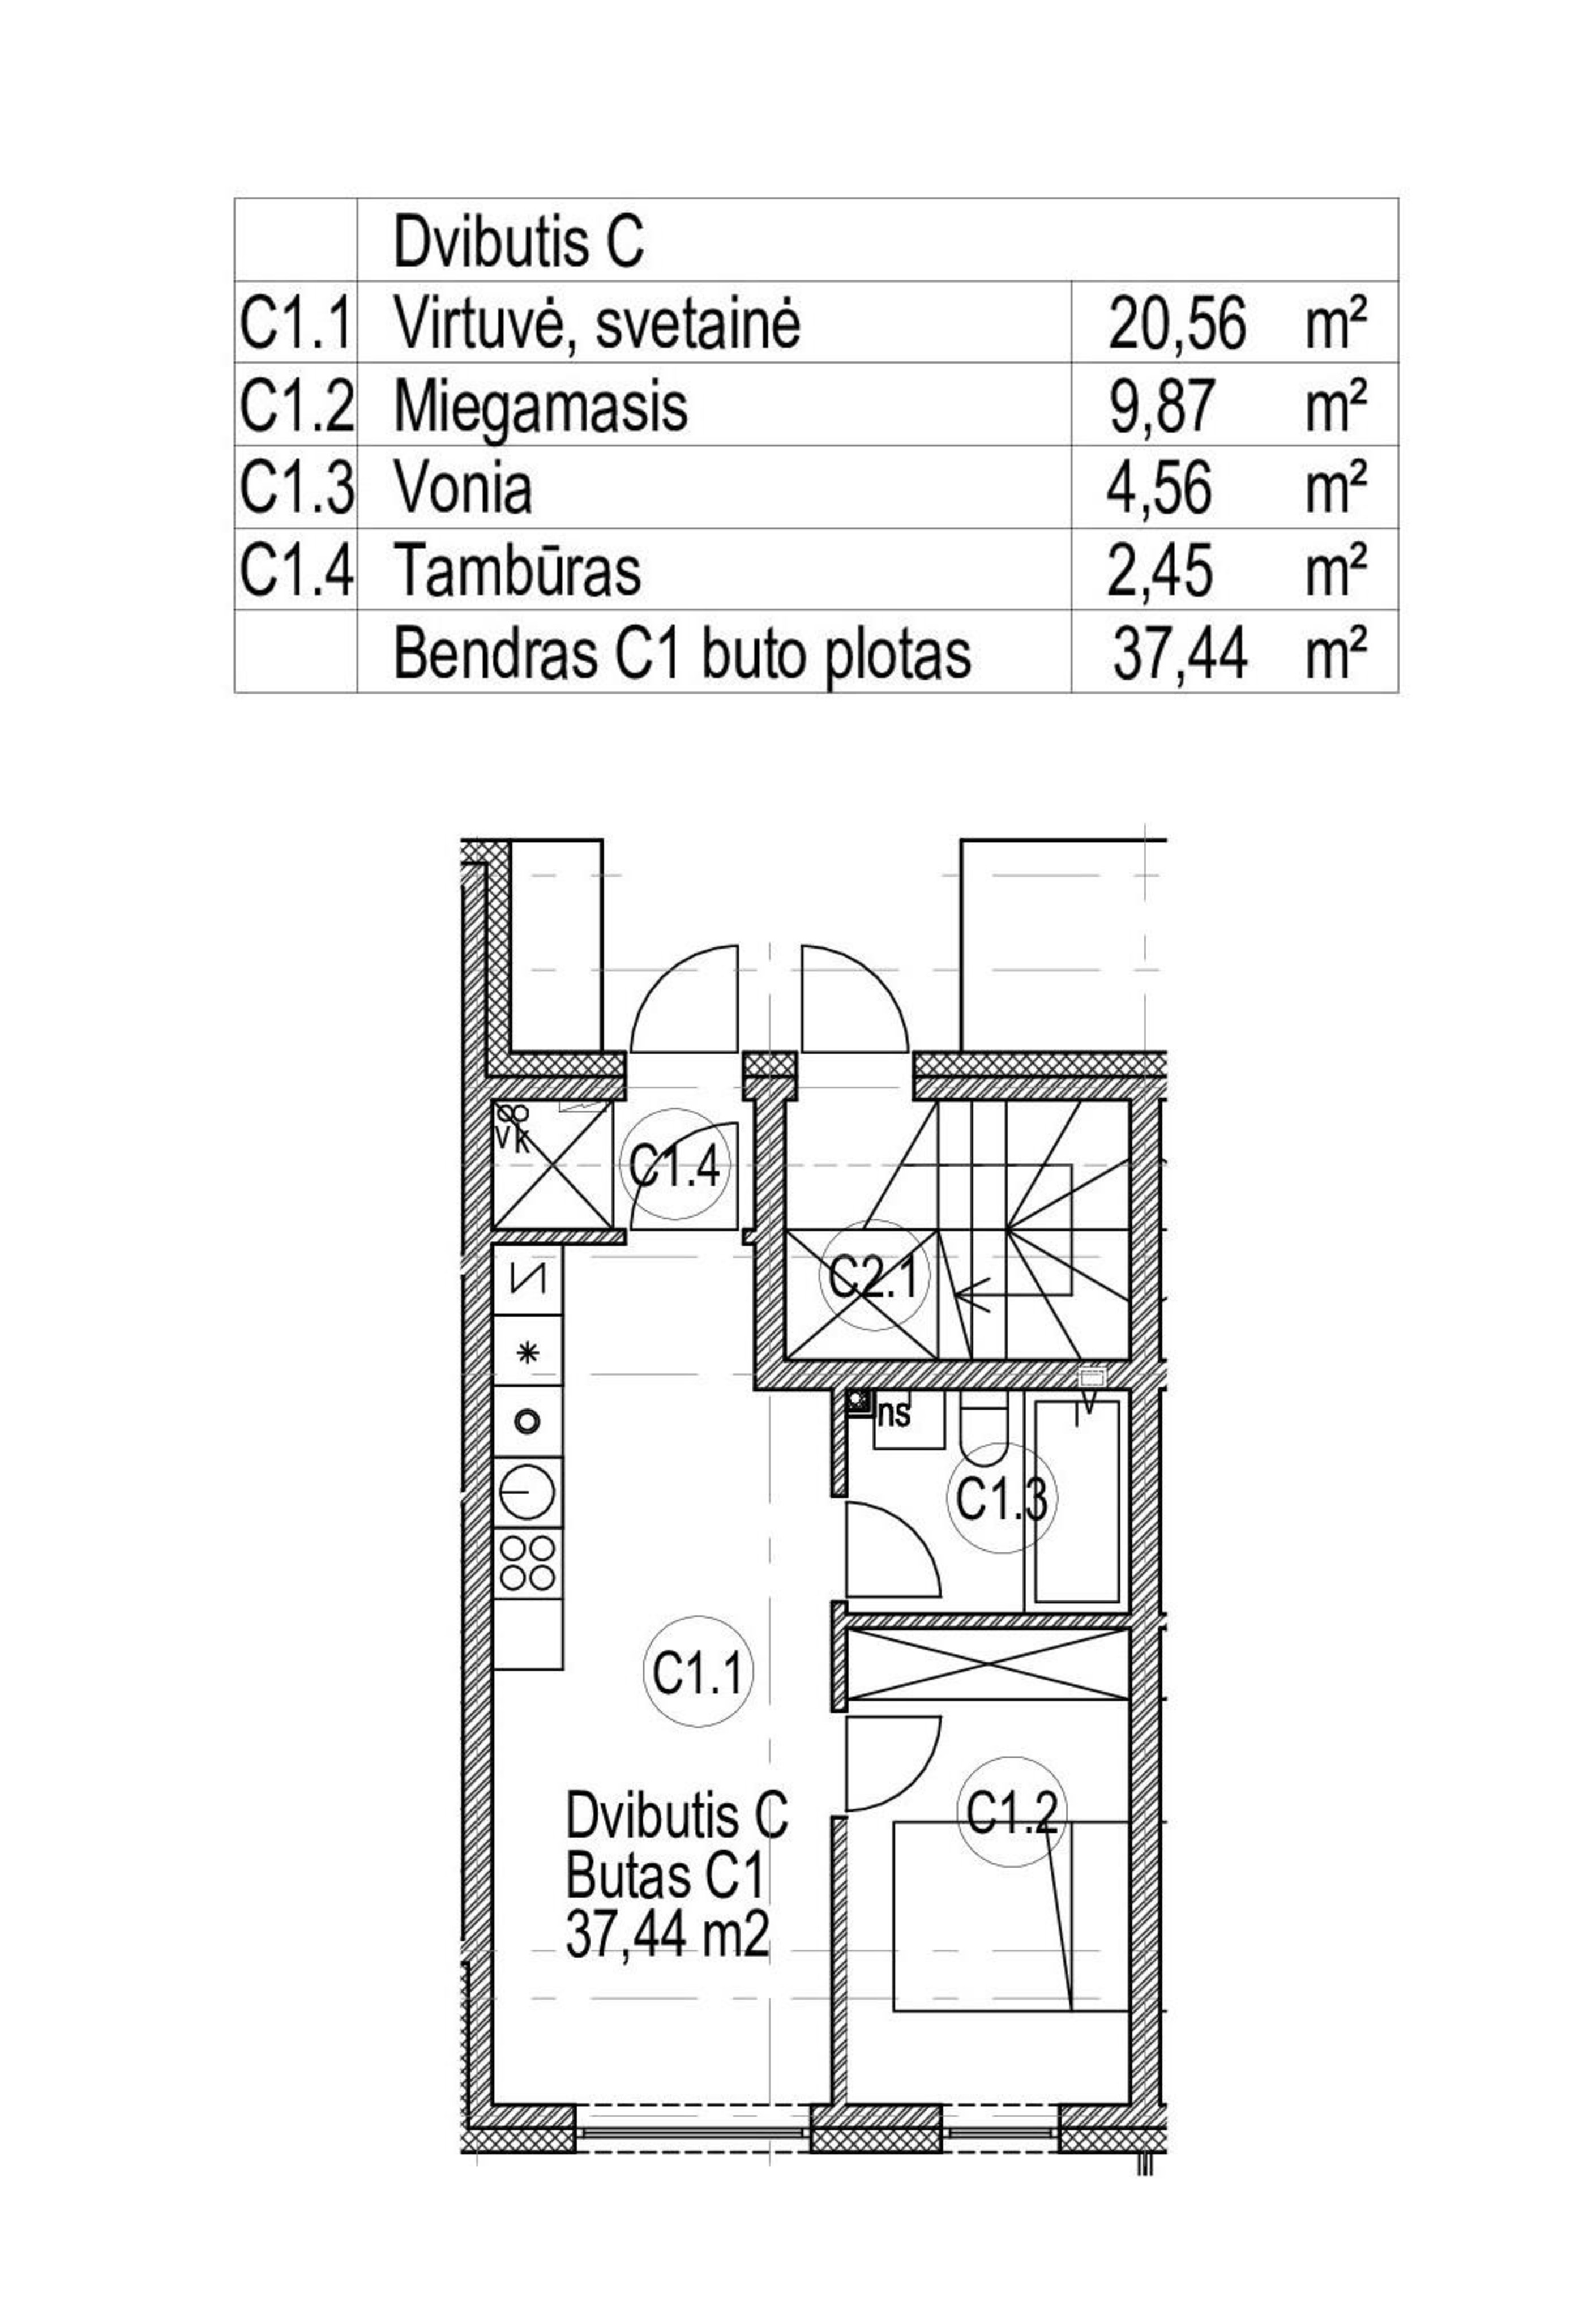 Dvibutis C
C1.1 Virtuvė, svetainė 20,56 m²
C1.2 Miegamasis 9,87 m²
C1.3 Vonia 4,56 m²
C1.4 Tambūras 2,45 m²
Bendras C1 buto plotas 37,44 m²
vk
C1.4
C2.1
ns
V
C1.3
C1.1
C1.2
Dvibutis C
Butas C1
37,44 m2